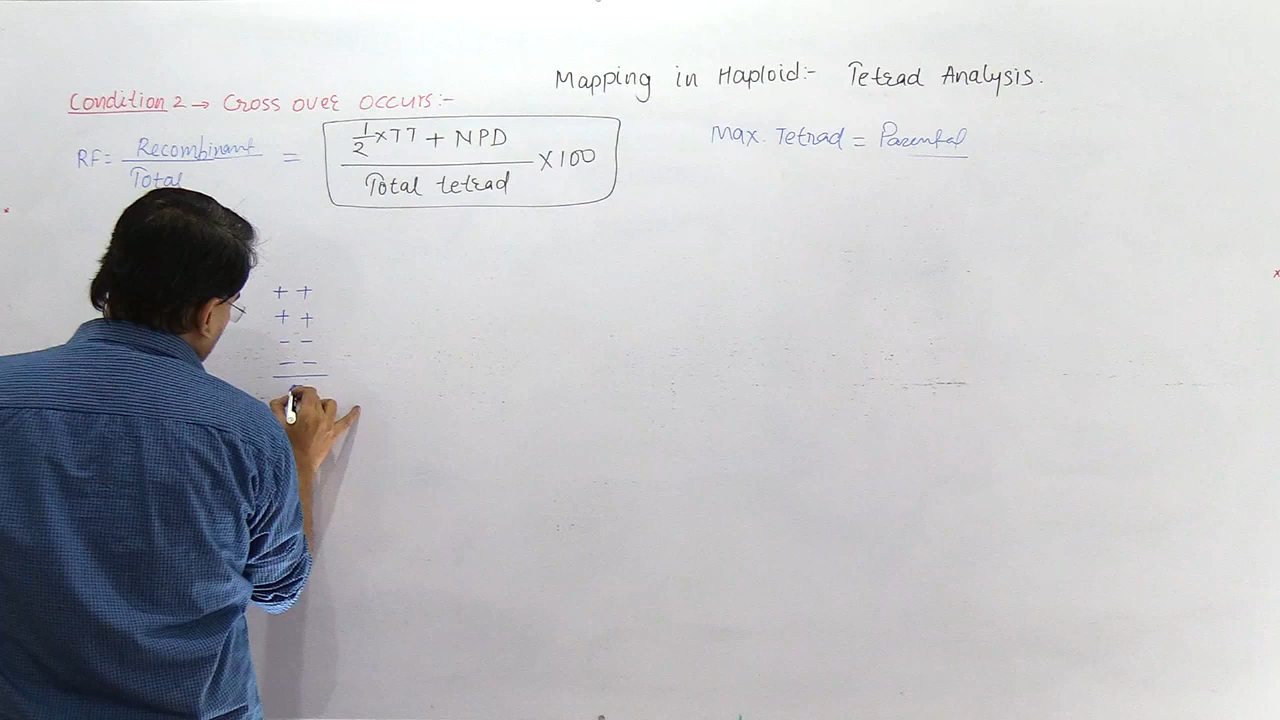 Mapping in Haploid:- Tetrad Analysis.
Condition 2 → Cross over occurs:-
RF = Recombinant / Total = (1/2 × TT + NPD) / Total tetrad × 100
Max. Tetrad = Parental
+ +
+ +
- -
- -